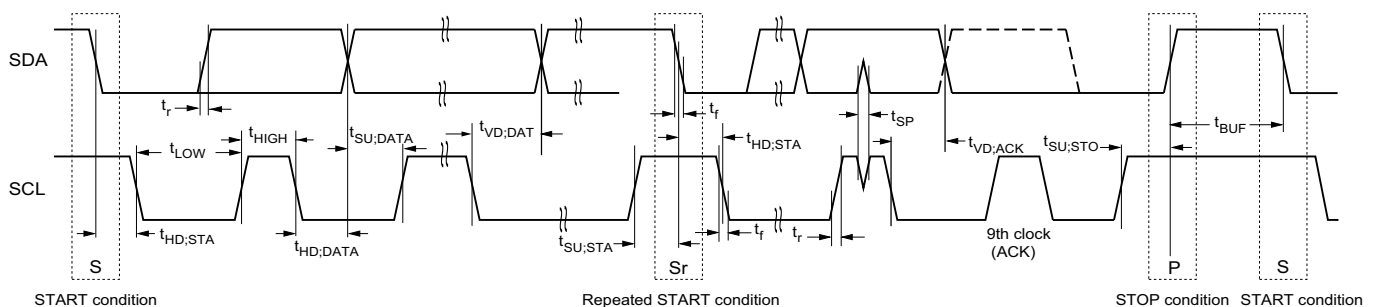 SDA
t_r
t_f
t_SP
t_BUF
t_LOW
t_HIGH
t_SU;DATA
t_VD;DAT
t_HD;STA
t_VD;ACK
t_SU;STO
SCL
t_HD;STA
t_HD;DATA
t_SU;STA
t_f
t_r
9th clock
(ACK)
S
Sr
P
S
START condition
Repeated START condition
STOP condition
START condition